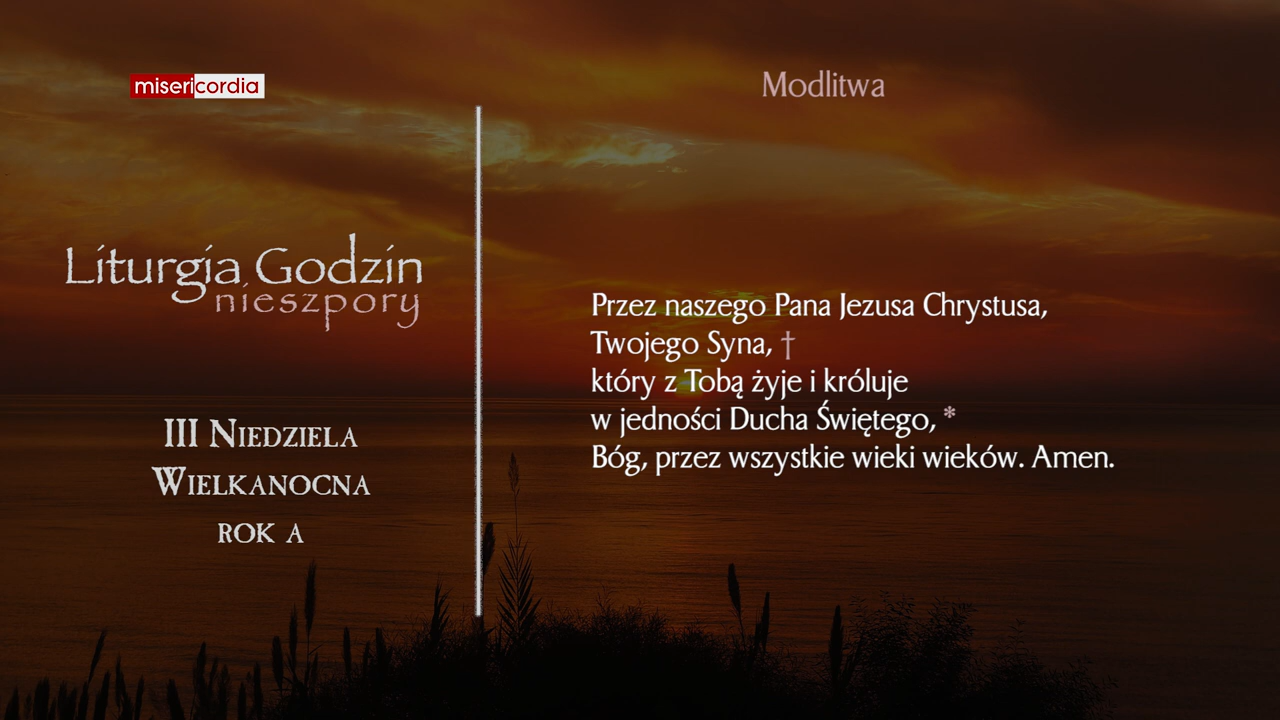 misericordia
Modlitwa
Liturgia Godzin
nieszpory
III Niedziela
Wielkanocna
rok a
Przez naszego Pana Jezusa Chrystusa,
Twojego Syna, †
który z Tobą żyje i króluje
w jedności Ducha Świętego, *
Bóg, przez wszystkie wieki wieków. Amen.